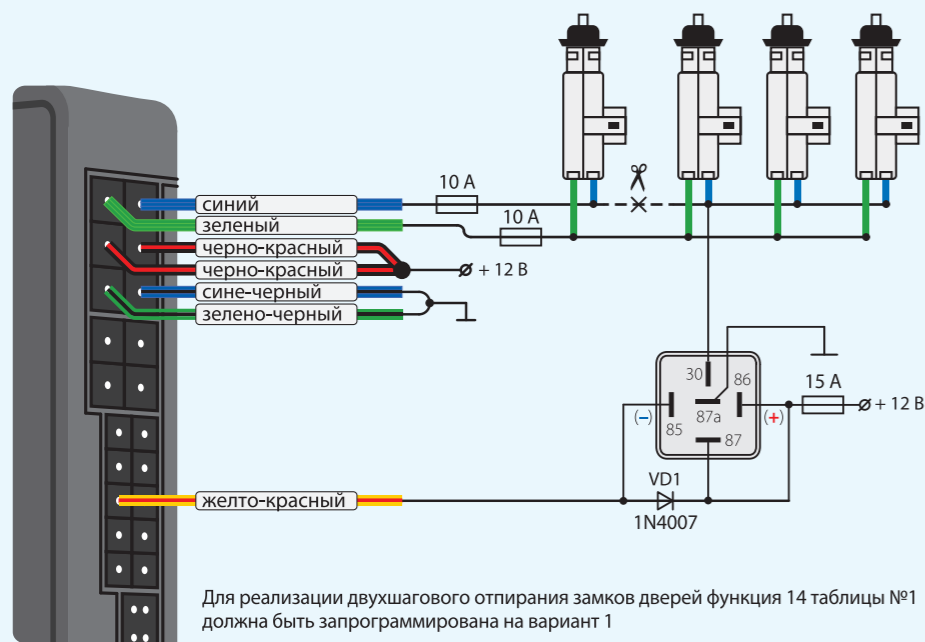 10 А
синий
10 А
зеленый
черно-красный
черно-красный
+ 12 В
сине-черный
зелено-черный
30
86
15 А
(−)
87а
(+)
+ 12 В
85
87
VD1
желто-красный
1N4007
Для реализации двухшагового отпирания замков дверей функция 14 таблицы №1
должна быть запрограммирована на вариант 1